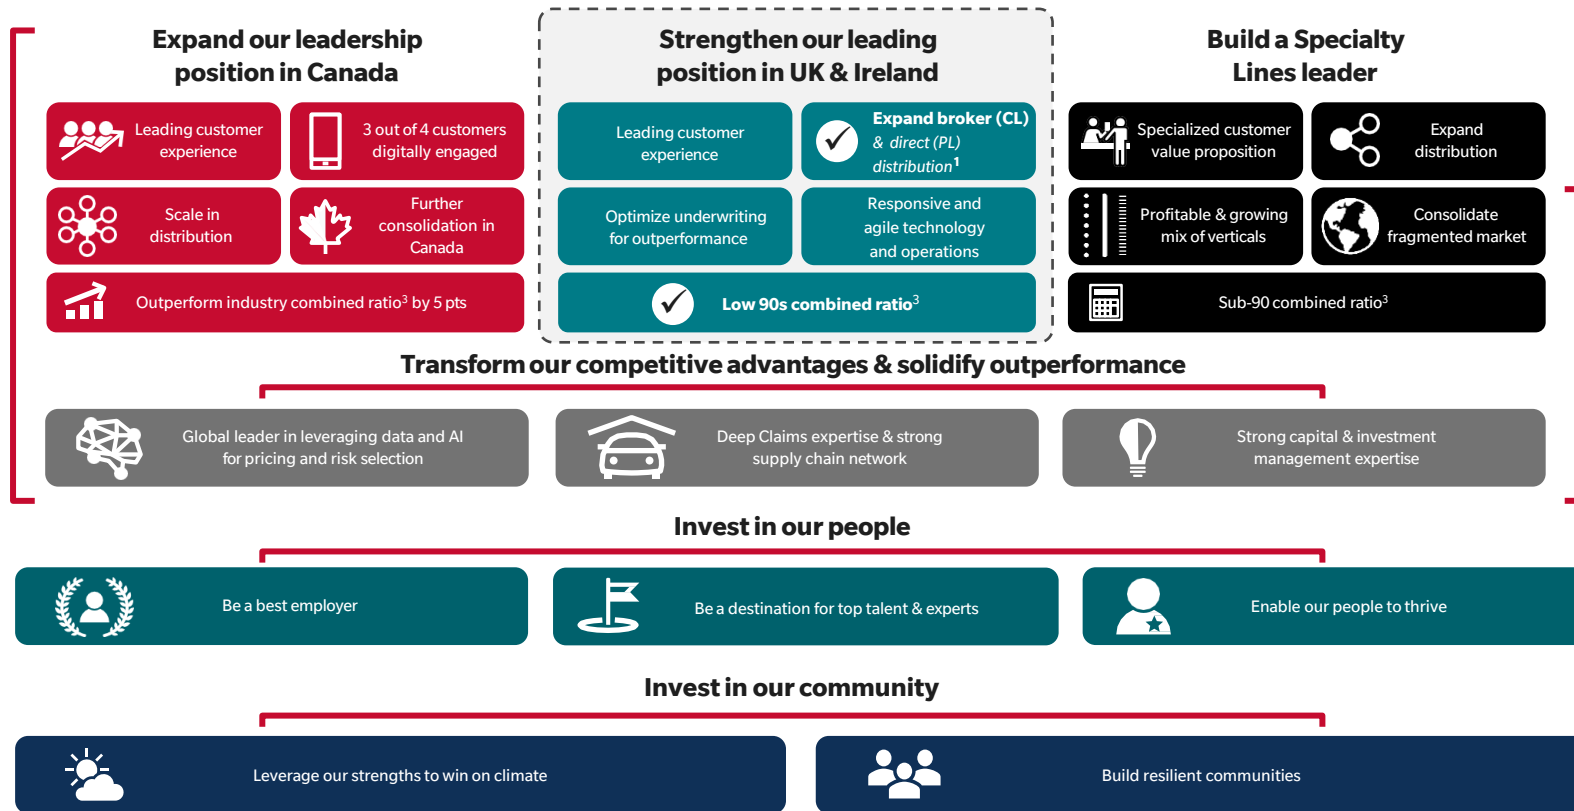 Expand our leadership
position in Canada
Leading customer
experience
3 out of 4 customers
digitally engaged
Scale in
distribution
Further
consolidation in
Canada
Outperform industry combined ratio³ by 5 pts
Strengthen our leading
position in UK & Ireland
Leading customer
experience
Expand broker (CL)
& direct (PL)
distribution¹
Optimize underwriting
for outperformance
Responsive and
agile technology
and operations
Low 90s combined ratio³
Build a Specialty
Lines leader
Specialized customer
value proposition
Expand
distribution
Profitable & growing
mix of verticals
Consolidate
fragmented market
Sub-90 combined ratio³
Transform our competitive advantages & solidify outperformance
Global leader in leveraging data and AI
for pricing and risk selection
Deep Claims expertise & strong
supply chain network
Strong capital & investment
management expertise
Invest in our people
Be a best employer
Be a destination for top talent & experts
Enable our people to thrive
Invest in our community
Leverage our strengths to win on climate
Build resilient communities